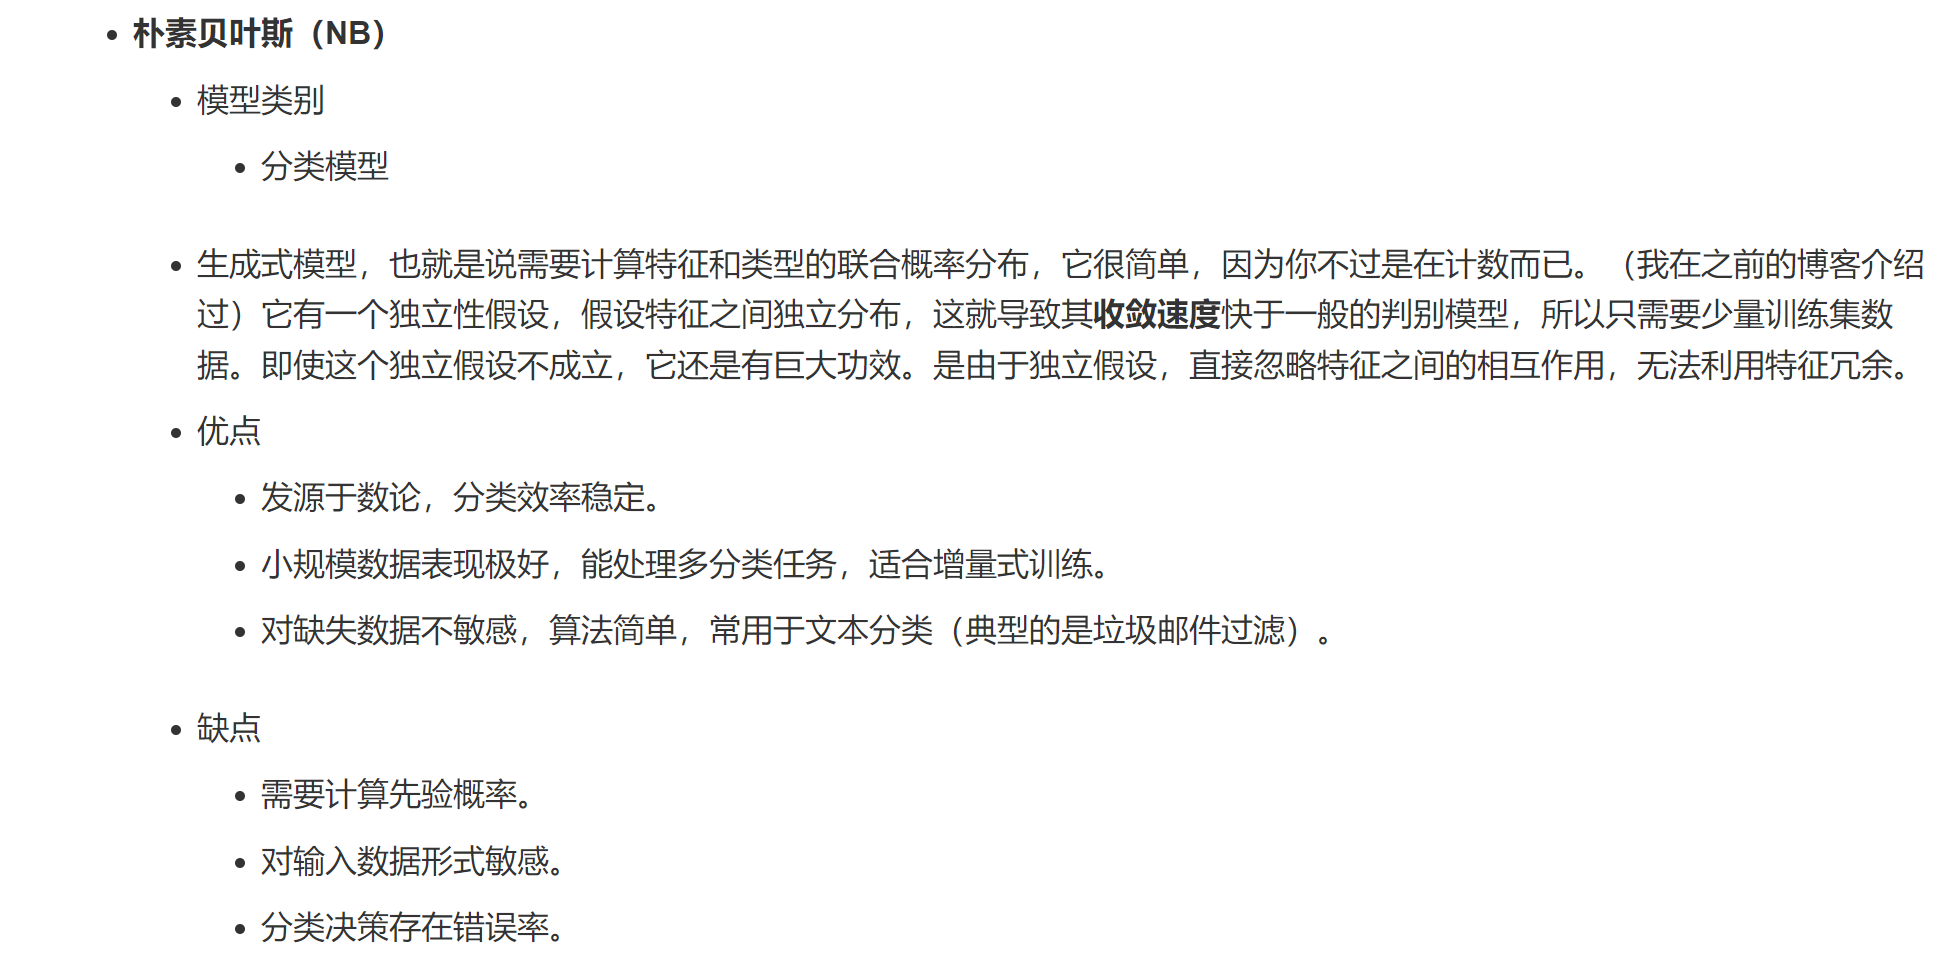 朴素贝叶斯（NB）
模型类别
分类模型
生成式模型，也就是说需要计算特征和类型的联合概率分布，它很简单，因为你不过是在计数而已。（我在之前的博客介绍
过）它有一个独立性假设，假设特征之间独立分布，这就导致其收敛速度快于一般的判别模型，所以只需要少量训练集数
据。即使这个独立假设不成立，它还是有巨大功效。是由于独立假设，直接忽略特征之间的相互作用，无法利用特征冗余。
优点
发源于数论，分类效率稳定。
小规模数据表现极好，能处理多分类任务，适合增量式训练。
对缺失数据不敏感，算法简单，常用于文本分类（典型的是垃圾邮件过滤）。
缺点
需要计算先验概率。
对输入数据形式敏感。
分类决策存在错误率。